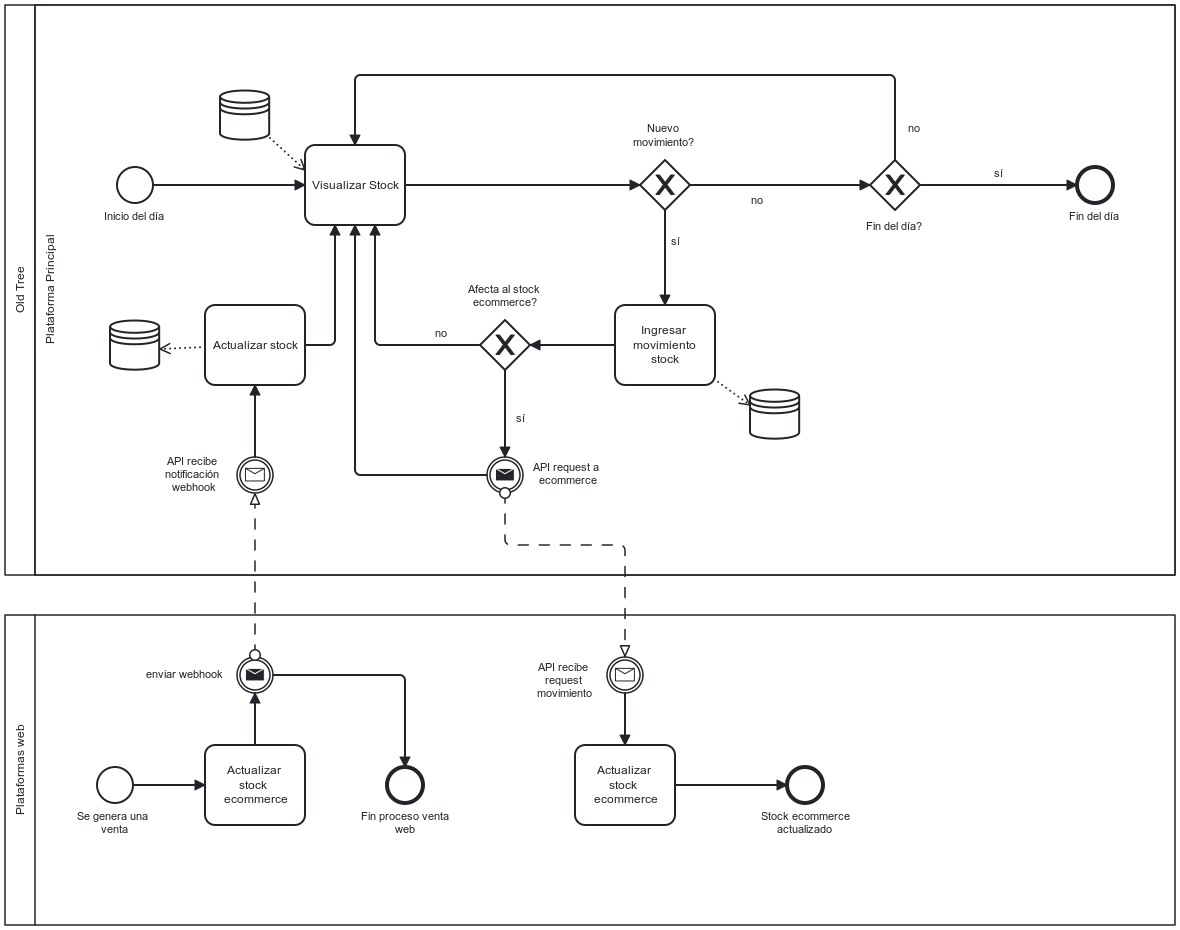 Old Tree
Plataforma Principal
Inicio del día
Visualizar Stock
Nuevo
movimiento?
no
sí
Fin del día?
no
sí
Fin del día
Ingresar
movimiento
stock
Afecta al stock
ecommerce?
no
sí
Actualizar stock
API recibe
notificación
webhook
API request a
ecommerce
Plataformas web
enviar webhook
Se genera una
venta
Actualizar
stock
ecommerce
Fin proceso venta
web
API recibe
request
movimiento
Actualizar
stock
ecommerce
Stock ecommerce
actualizado